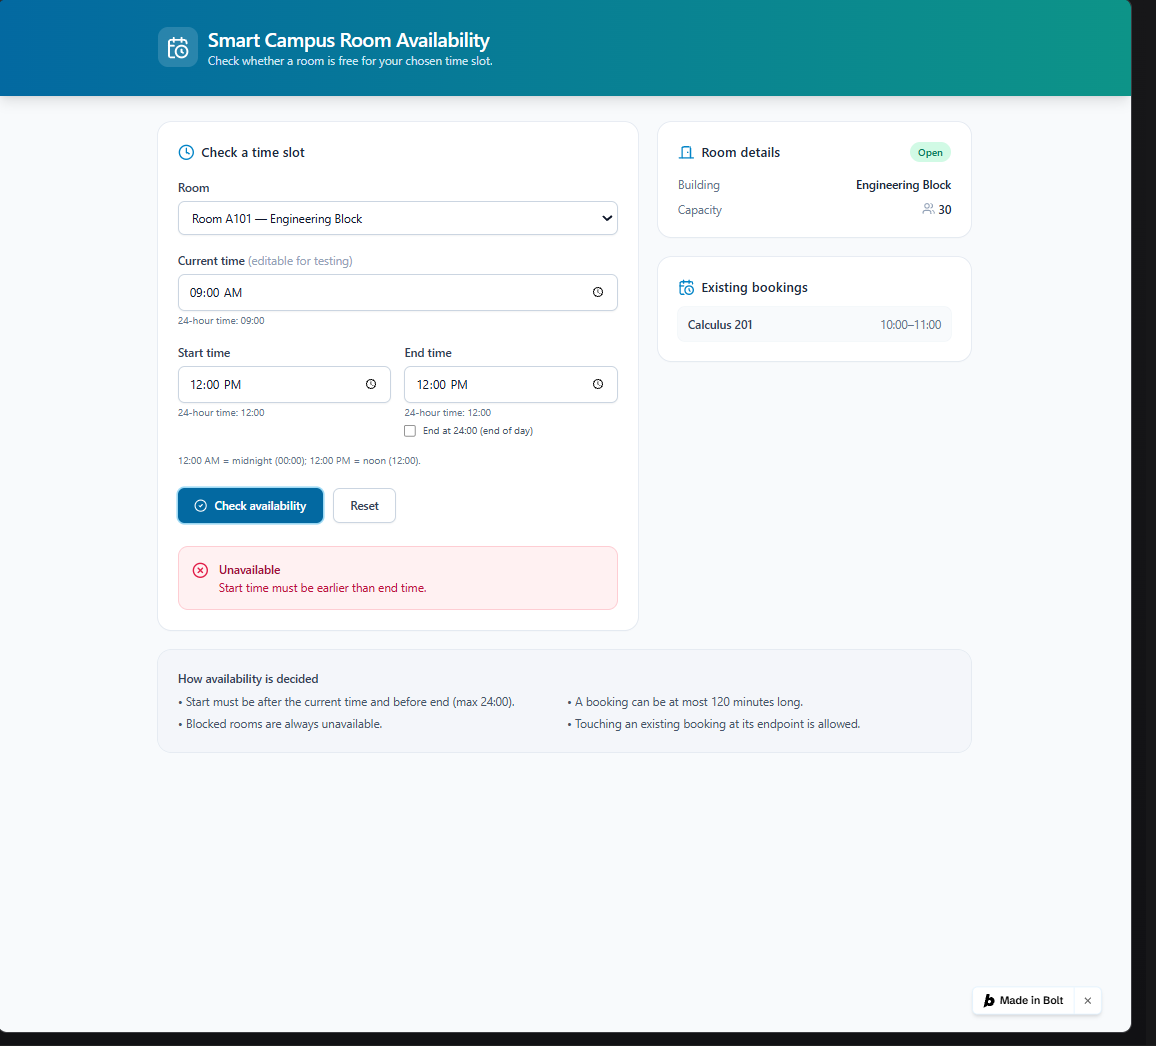 Smart Campus Room Availability
Check whether a room is free for your chosen time slot.
Check a time slot
Room
Room A101 — Engineering Block
Current time (editable for testing)
09:00 AM
24-hour time: 09:00
Start time
End time
12:00 PM
12:00 PM
24-hour time: 12:00
24-hour time: 12:00
End at 24:00 (end of day)
12:00 AM = midnight (00:00); 12:00 PM = noon (12:00).
Check availability
Reset
Unavailable
Start time must be earlier than end time.
Room details
Open
Building
Engineering Block
Capacity
30
Existing bookings
Calculus 201
10:00–11:00
How availability is decided
• Start must be after the current time and before end (max 24:00).
• A booking can be at most 120 minutes long.
• Blocked rooms are always unavailable.
• Touching an existing booking at its endpoint is allowed.
b Made in Bolt